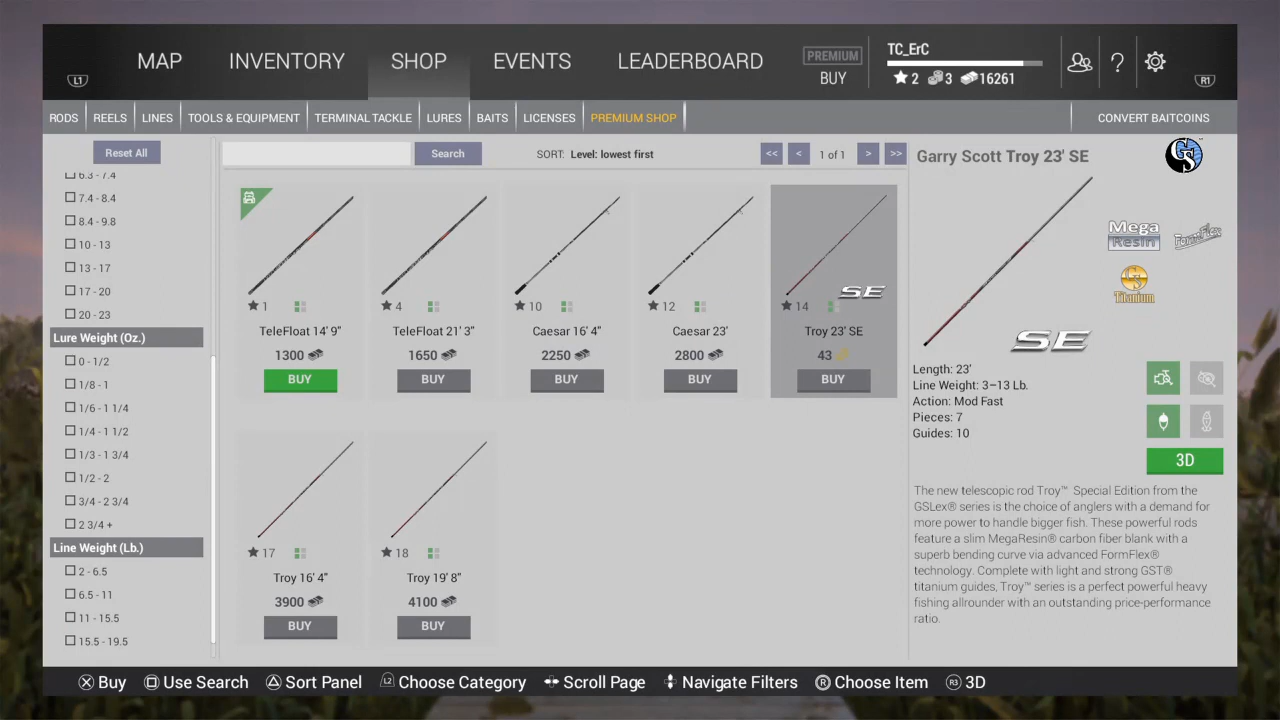 MAP
INVENTORY
SHOP
EVENTS
LEADERBOARD
PREMIUM
BUY
TC_ErC
2 3 16261
?
L1
R1
RODS
REELS
LINES
TOOLS & EQUIPMENT
TERMINAL TACKLE
LURES
BAITS
LICENSES
PREMIUM SHOP
CONVERT BAITCOINS
Reset All
6.3 - 7.4
7.4 - 8.4
8.4 - 9.8
10 - 13
13 - 17
17 - 20
20 - 23
Lure Weight (Oz.)
0 - 1/2
1/8 - 1
1/6 - 1 1/4
1/4 - 1 1/2
1/3 - 1 3/4
1/2 - 2
3/4 - 2 3/4
2 3/4 +
Line Weight (Lb.)
2 - 6.5
6.5 - 11
11 - 15.5
15.5 - 19.5
Search
SORT: Level: lowest first
<< < 1 of 1 > >>
1
TeleFloat 14' 9"
1300
BUY
4
TeleFloat 21' 3"
1650
BUY
10
Caesar 16' 4"
2250
BUY
12
Caesar 23'
2800
BUY
SE
14
Troy 23' SE
43
BUY
17
Troy 16' 4"
3900
BUY
18
Troy 19' 8"
4100
BUY
Garry Scott Troy 23' SE
GS
Mega
Resin
FormFlex
GS
Titanium
SE
Length: 23'
Line Weight: 3–13 Lb.
Action: Mod Fast
Pieces: 7
Guides: 10
3D
The new telescopic rod Troy™ Special Edition from the
GSLex® series is the choice of anglers with a demand for
more power to handle bigger fish. These powerful rods
feature a slim MegaResin® carbon fiber blank with a
superb bending curve via advanced FormFlex®
technology. Complete with light and strong GST®
titanium guides, Troy™ series is a perfect powerful heavy
fishing allrounder with an outstanding price-performance
ratio.
Buy
Use Search
Sort Panel
L2 Choose Category
Scroll Page
Navigate Filters
R Choose Item
R3 3D